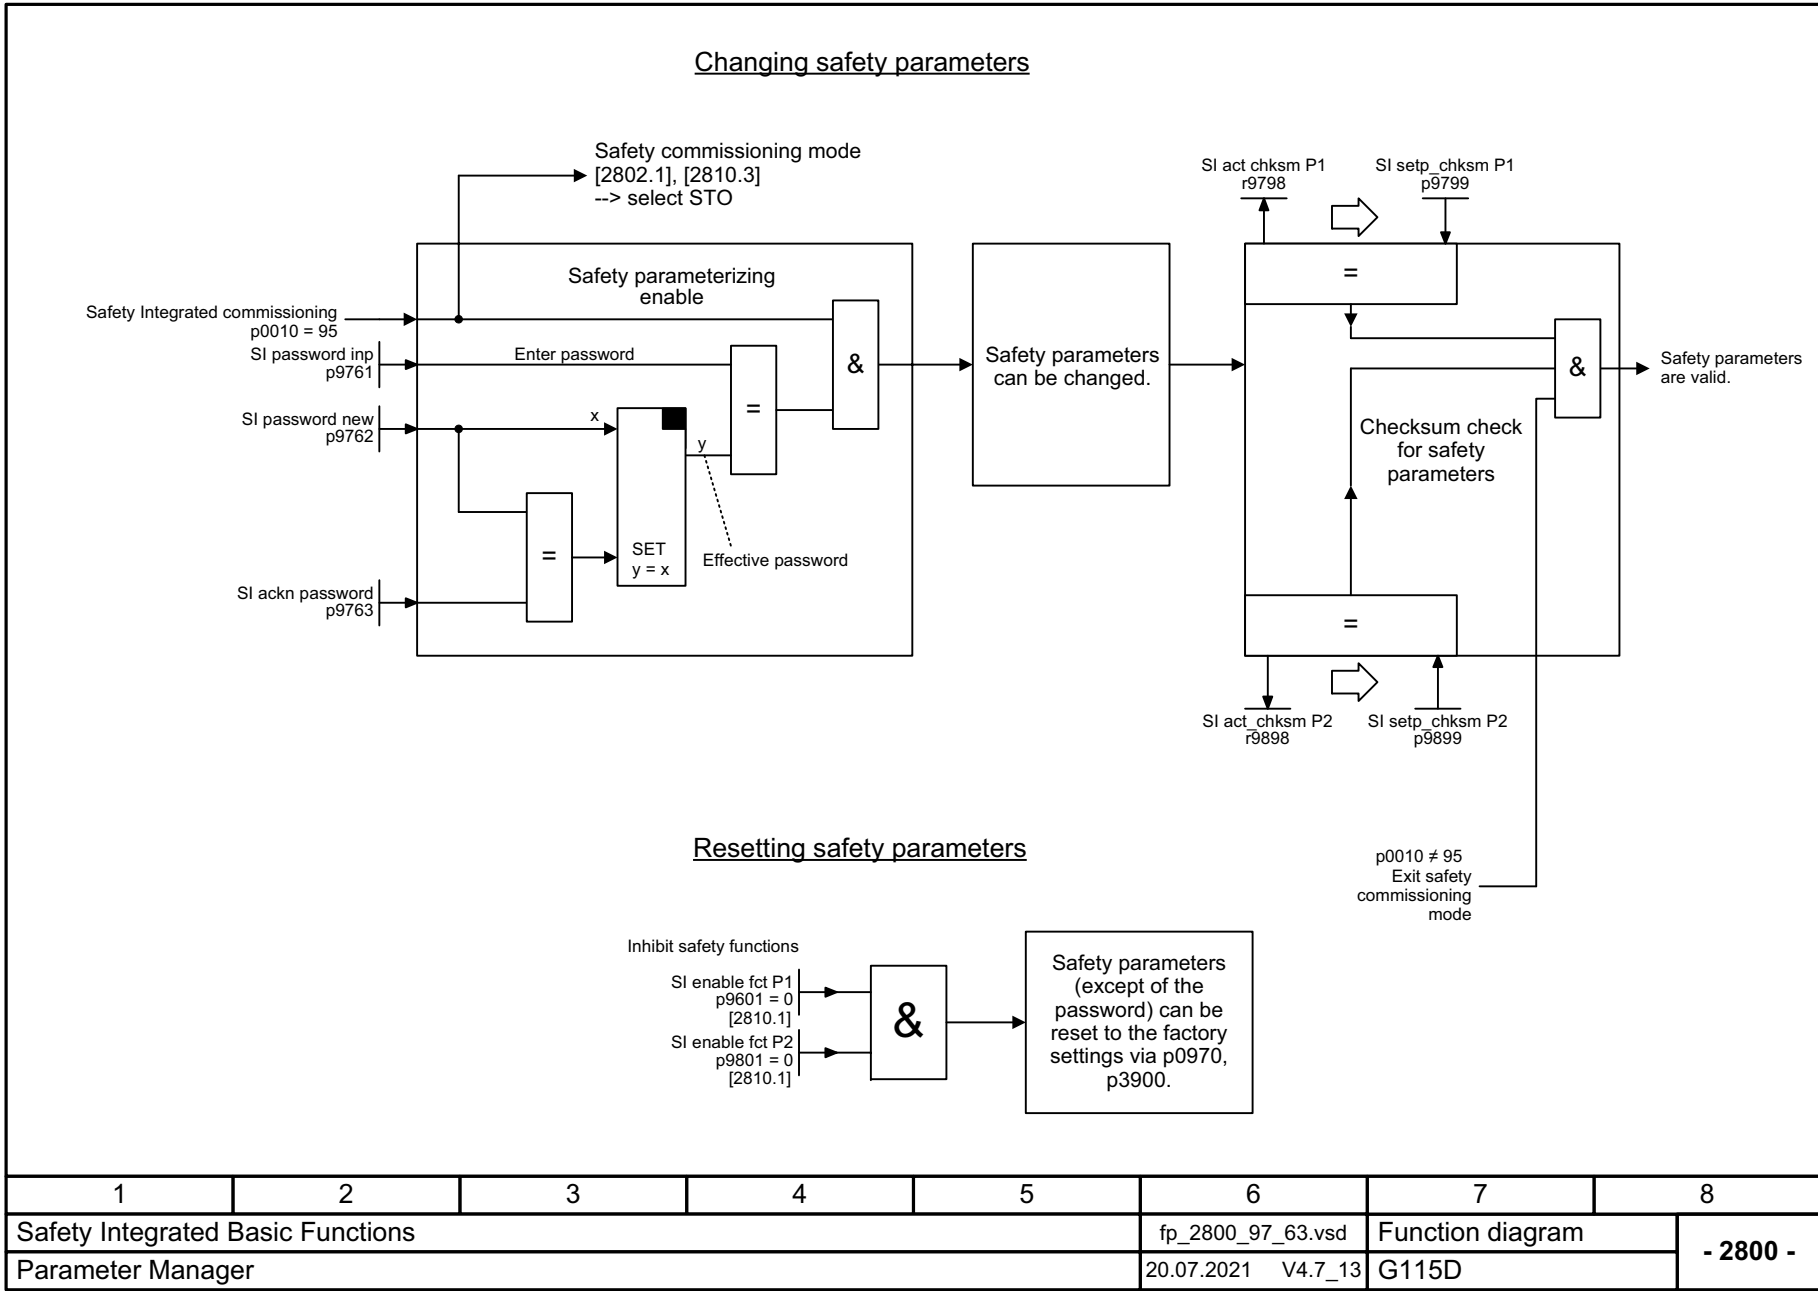 Changing safety parameters
Safety commissioning mode
[2802.1], [2810.3]
--> select STO
SI act chksm P1
r9798
SI setp_chksm P1
p9799
=
Safety parameterizing
enable
Safety Integrated commissioning
p0010 = 95
SI password inp
p9761
Enter password
&
=
Safety parameters
can be changed.
&
Safety parameters
are valid.
SI password new
p9762
x
y
Checksum check
for safety
parameters
=
SET
y = x
Effective password
SI ackn password
p9763
=
SI act_chksm P2
r9898
SI setp_chksm P2
p9899
Resetting safety parameters
p0010 ≠ 95
Exit safety
commissioning
mode
Inhibit safety functions
SI enable fct P1
p9601 = 0
[2810.1]
SI enable fct P2
p9801 = 0
[2810.1]
&
Safety parameters
(except of the
password) can be
reset to the factory
settings via p0970,
p3900.
1 2 3 4 5 6 7 8
Safety Integrated Basic Functions
fp_2800_97_63.vsd
Function diagram
- 2800 -
Parameter Manager
20.07.2021 V4.7_13
G115D